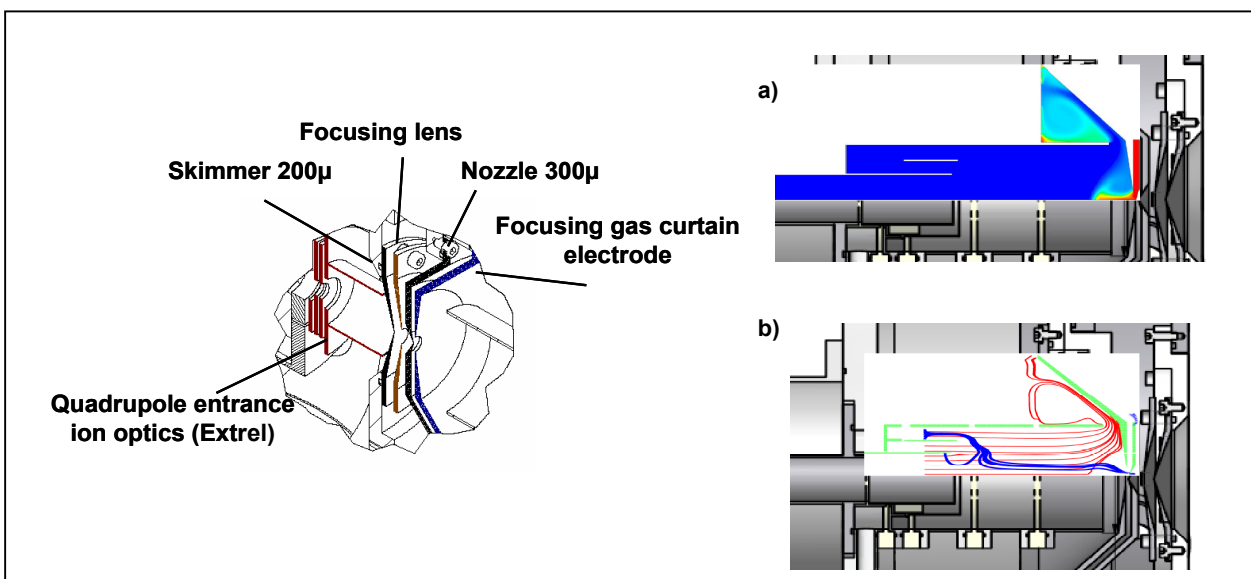 Focusing lens
Skimmer 200µ
Nozzle 300µ
Focusing gas curtain
electrode
Quadrupole entrance
ion optics (Extrel)
a)
b)